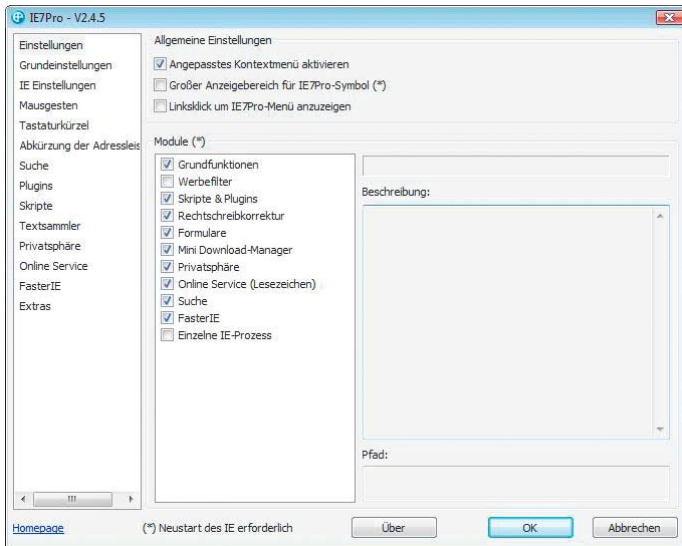 IE7Pro - V2.4.5
Einstellungen
Grundeinstellungen
IE Einstellungen
Mausgesten
Tastaturkürzel
Abkürzung der Adressleis
Suche
Plugins
Skripte
Textsammler
Privatsphäre
Online Service
FasterIE
Extras
Allgemeine Einstellungen
Angepasstes Kontextmenü aktivieren
Großer Anzeigebereich für IE7Pro-Symbol (*)
Linksklick um IE7Pro-Menü anzuzeigen
Module (*)
Grundfunktionen
Werbefilter
Skripte & Plugins
Rechtschreibkorrektur
Formulare
Mini Download-Manager
Privatsphäre
Online Service (Lesezeichen)
Suche
FasterIE
Einzelne IE-Prozess
Beschreibung:
Pfad:
Homepage
(*) Neustart des IE erforderlich
Über
OK
Abbrechen